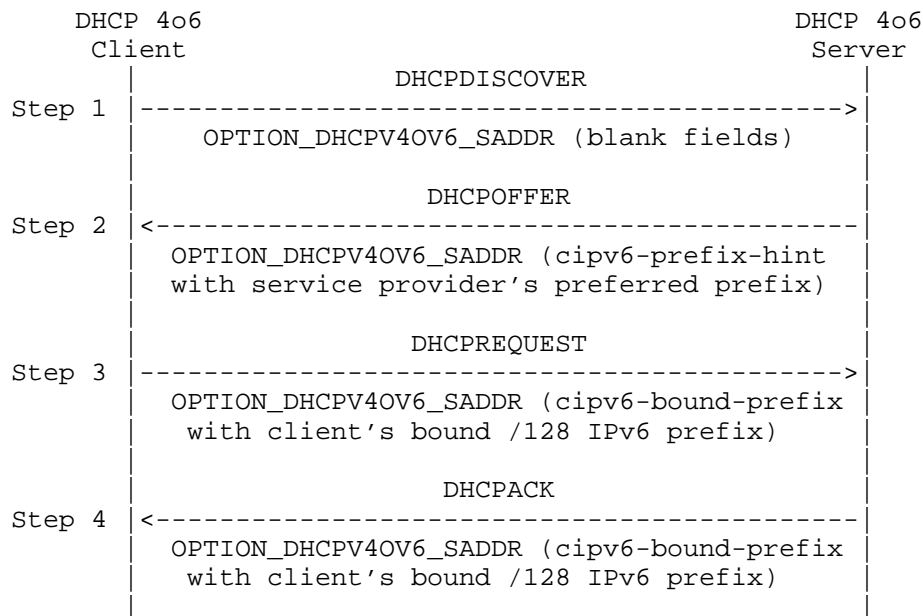 DHCP 4o6 DHCP 4o6
Client Server
DHCPDISCOVER
Step 1 |-------------------------------------------->|
OPTION_DHCPV4OV6_SADDR (blank fields)
DHCPOFFER
Step 2 |<--------------------------------------------|
OPTION_DHCPV4OV6_SADDR (cipv6-prefix-hint
with service provider's preferred prefix)
DHCPREQUEST
Step 3 |-------------------------------------------->|
OPTION_DHCPV4OV6_SADDR (cipv6-bound-prefix
with client's bound /128 IPv6 prefix)
DHCPACK
Step 4 |<--------------------------------------------|
OPTION_DHCPV4OV6_SADDR (cipv6-bound-prefix
with client's bound /128 IPv6 prefix)